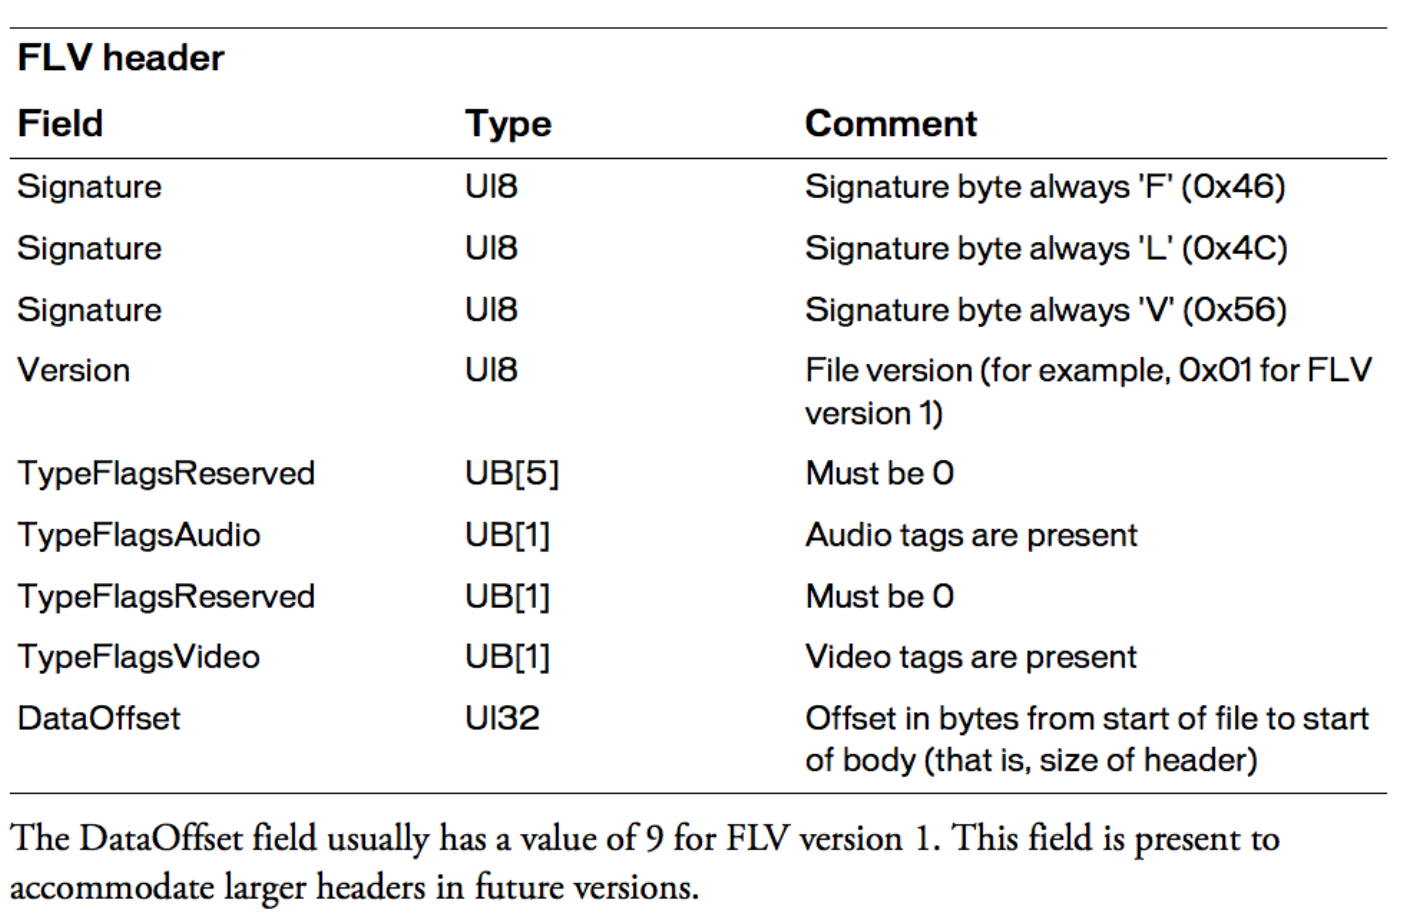 FLV header
Field Type Comment
Signature UI8 Signature byte always 'F' (0x46)
Signature UI8 Signature byte always 'L' (0x4C)
Signature UI8 Signature byte always 'V' (0x56)
Version UI8 File version (for example, 0x01 for FLV
version 1)
TypeFlagsReserved UB[5] Must be 0
TypeFlagsAudio UB[1] Audio tags are present
TypeFlagsReserved UB[1] Must be 0
TypeFlagsVideo UB[1] Video tags are present
DataOffset UI32 Offset in bytes from start of file to start
of body (that is, size of header)
The DataOffset field usually has a value of 9 for FLV version 1. This field is present to
accommodate larger headers in future versions.